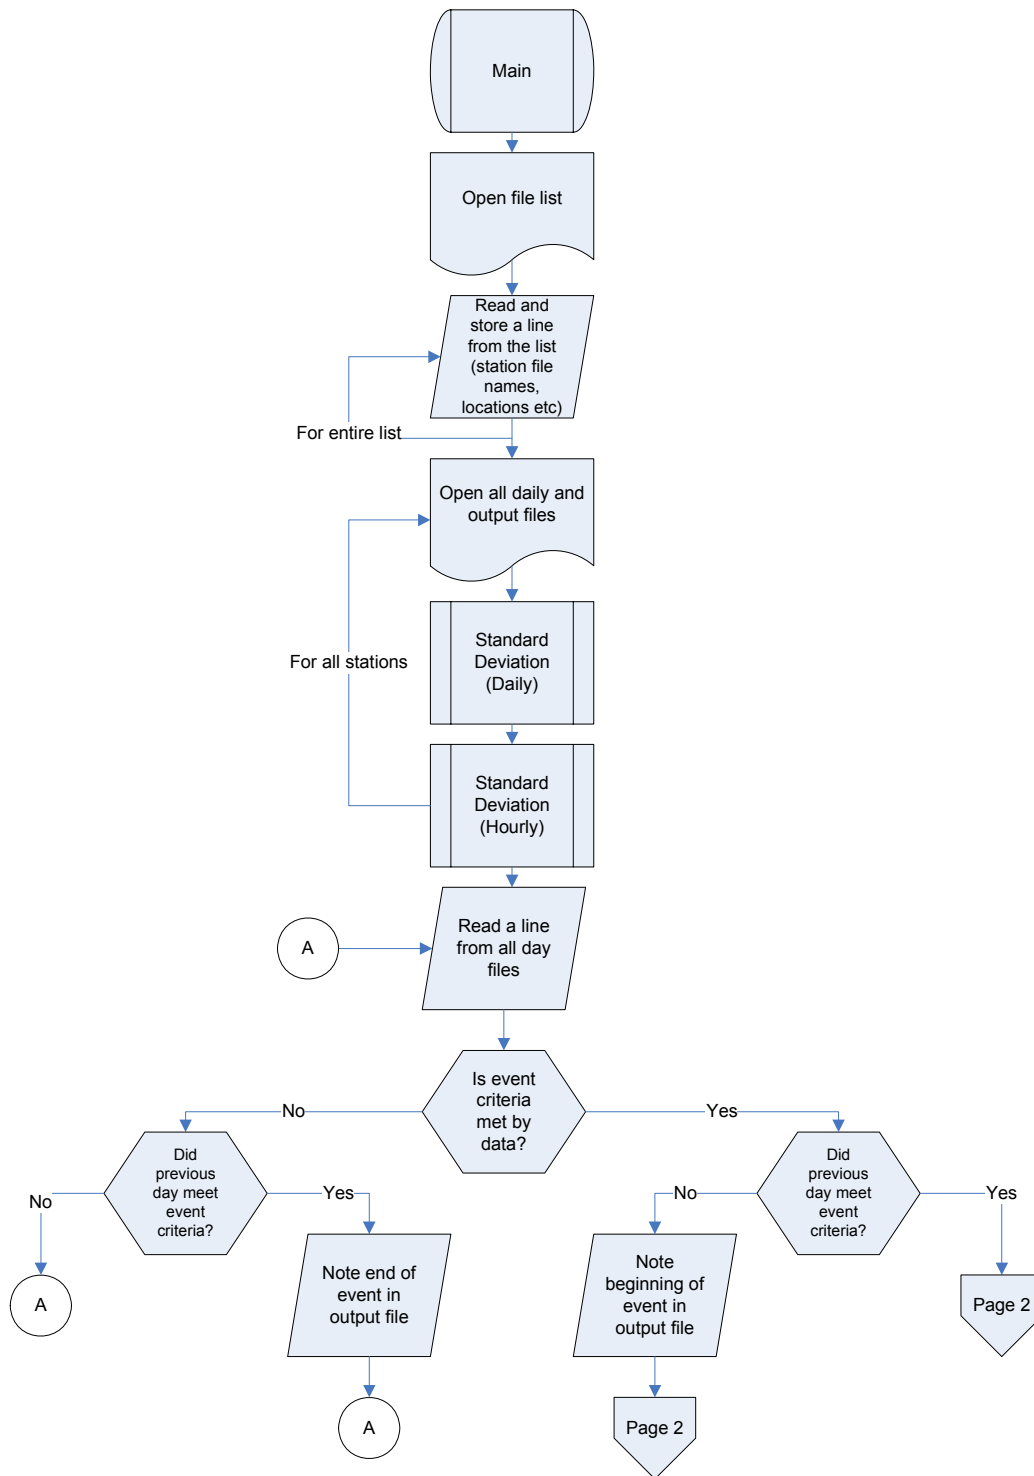 Main
Open file list
Read and
store a line
from the list
(station file
names,
locations etc)
For entire list
Open all daily and
output files
For all stations
Standard
Deviation
(Daily)
Standard
Deviation
(Hourly)
A
Read a line
from all day
files
Is event
criteria
met by
data?
No
Yes
Did
previous
day meet
event
criteria?
Did
previous
day meet
event
criteria?
No
Yes
No
Yes
A
Note end of
event in
output file
Note
beginning of
event in
output file
Page 2
A
Page 2